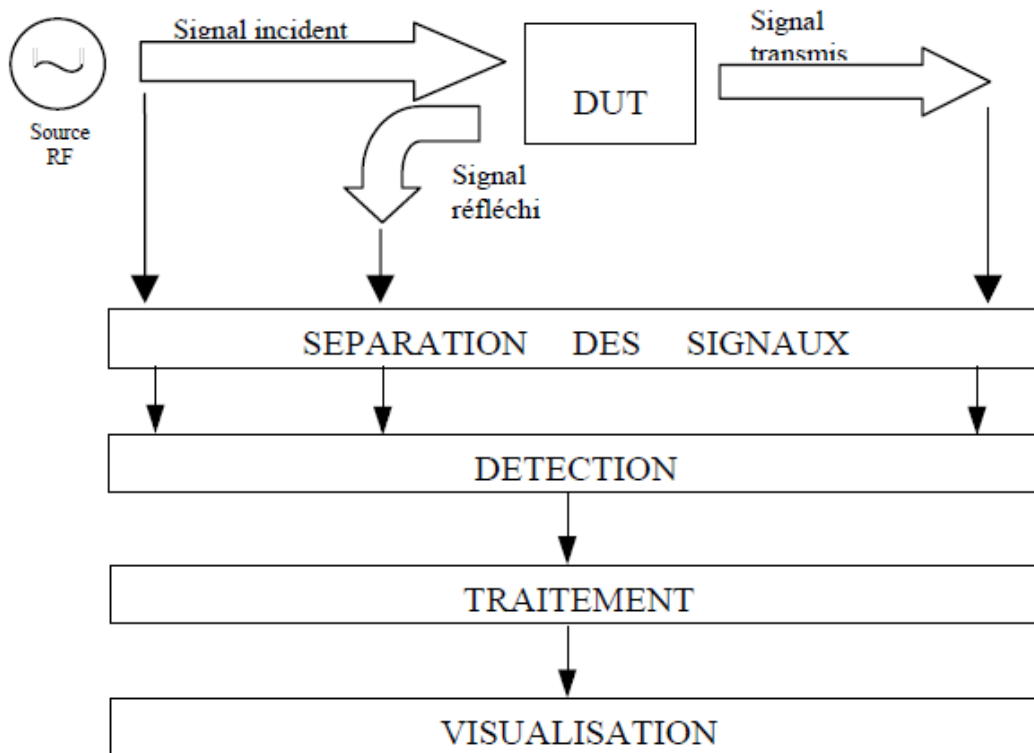 Signal incident
Signal
transmis
Source
RF
DUT
Signal
réfléchi
SEPARATION DES SIGNAUX
DETECTION
TRAITEMENT
VISUALISATION